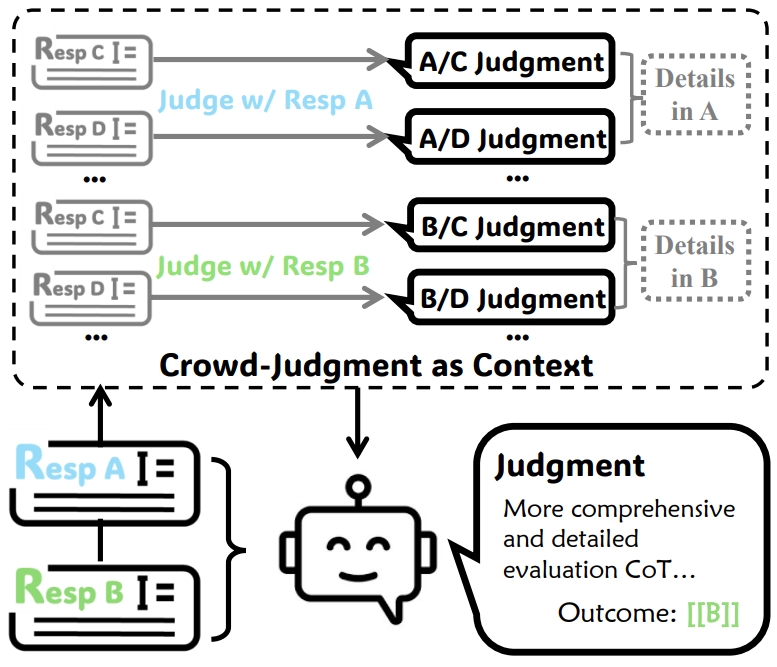 Resp C
Judge w/ Resp A
A/C Judgment
Details
in A
Resp D
A/D Judgment
...
...
Resp C
Judge w/ Resp B
B/C Judgment
Details
in B
Resp D
B/D Judgment
...
...
Crowd-Judgment as Context
Resp A
Resp B
Judgment
More comprehensive
and detailed
evaluation CoT...
Outcome: [[B]]